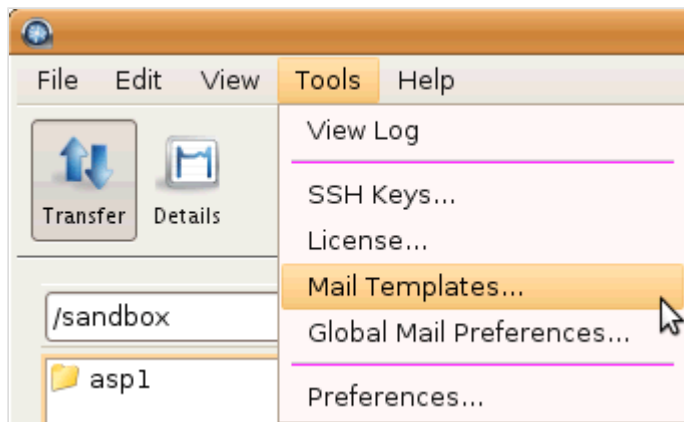 File Edit View Tools Help
View Log
SSH Keys...
License...
Mail Templates...
Global Mail Preferences...
Preferences...
Transfer Details
/sandbox
asp1